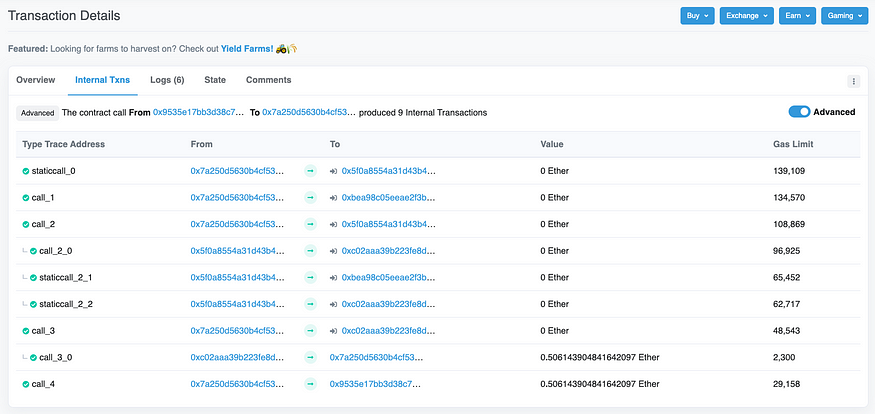 Transaction Details
Buy Exchange Earn Gaming
Featured: Looking for farms to harvest on? Check out Yield Farms!
Overview Internal Txns Logs (6) State Comments
Advanced The contract call From 0x9535e17bb3d38c7... To 0x7a250d5630b4cf53... produced 9 Internal Transactions Advanced
Type Trace Address From To Value Gas Limit
staticcall_0 0x7a250d5630b4cf53... 0x5f0a8554a31d43b4... 0 Ether 139,109
call_1 0x7a250d5630b4cf53... 0xbea98c05eeae2f3b... 0 Ether 134,570
call_2 0x7a250d5630b4cf53... 0x5f0a8554a31d43b4... 0 Ether 108,869
call_2_0 0x5f0a8554a31d43b4... 0xc02aaa39b223fe8d... 0 Ether 96,925
staticcall_2_1 0x5f0a8554a31d43b4... 0xbea98c05eeae2f3b... 0 Ether 65,452
staticcall_2_2 0x5f0a8554a31d43b4... 0xc02aaa39b223fe8d... 0 Ether 62,717
call_3 0x7a250d5630b4cf53... 0xc02aaa39b223fe8d... 0 Ether 48,543
call_3_0 0xc02aaa39b223fe8d... 0x7a250d5630b4cf53... 0.506143904841642097 Ether 2,300
call_4 0x7a250d5630b4cf53... 0x9535e17bb3d38c7... 0.506143904841642097 Ether 29,158